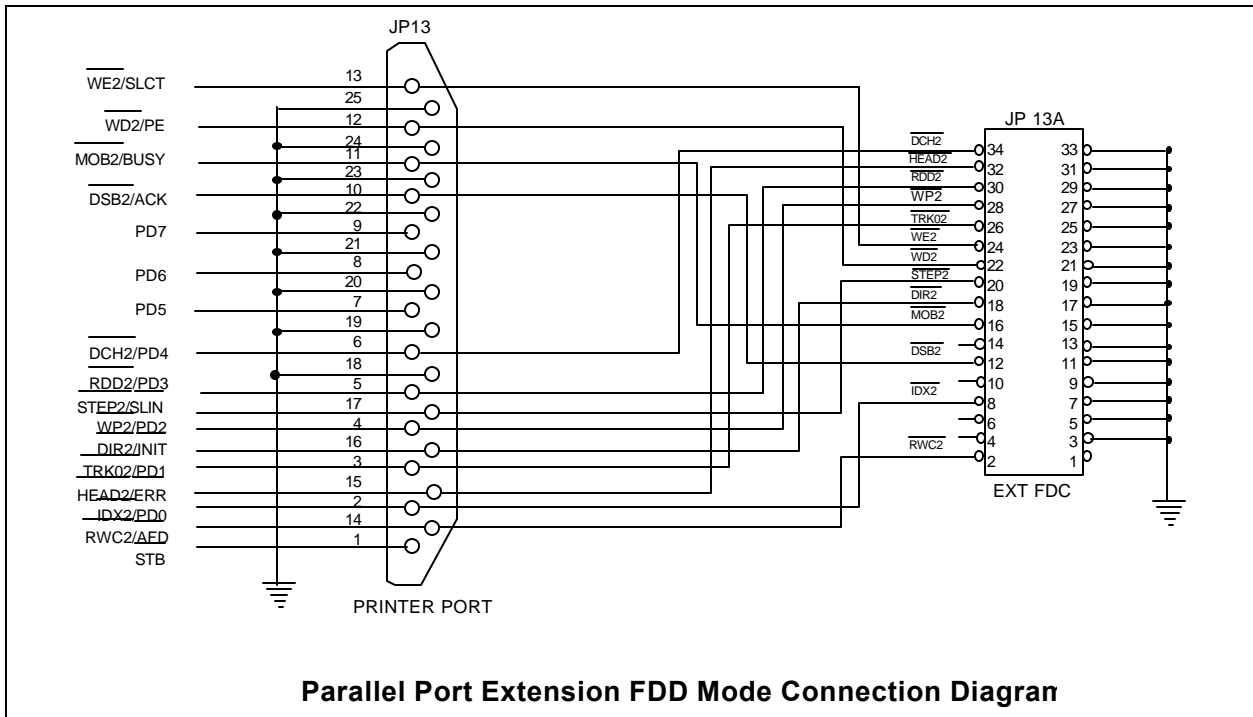 JP13
WE2/SLCT
13
25
WD2/PE
12
24
MOB2/BUSY
11
23
DSB2/ACK
10
22
PD7
9
21
PD6
8
20
PD5
7
19
DCH2/PD4
6
18
RDD2/PD3
5
STEP2/SLIN
17
WP2/PD2
4
DIR2/INIT
16
TRK02/PD1
3
HEAD2/ERR
15
IDX2/PD0
2
RWC2/AFD
14
STB
1
PRINTER PORT
JP 13A
DCH2
34 33
HEAD2
32 31
RDD2
30 29
WP2
28 27
TRK02
26 25
WE2
24 23
WD2
22 21
STEP2
20 19
DIR2
18 17
MOB2
16 15
14 13
DSB2
12 11
10 9
IDX2
8 7
6 5
4 3
RWC2
2 1
EXT FDC
Parallel Port Extension FDD Mode Connection Diagram